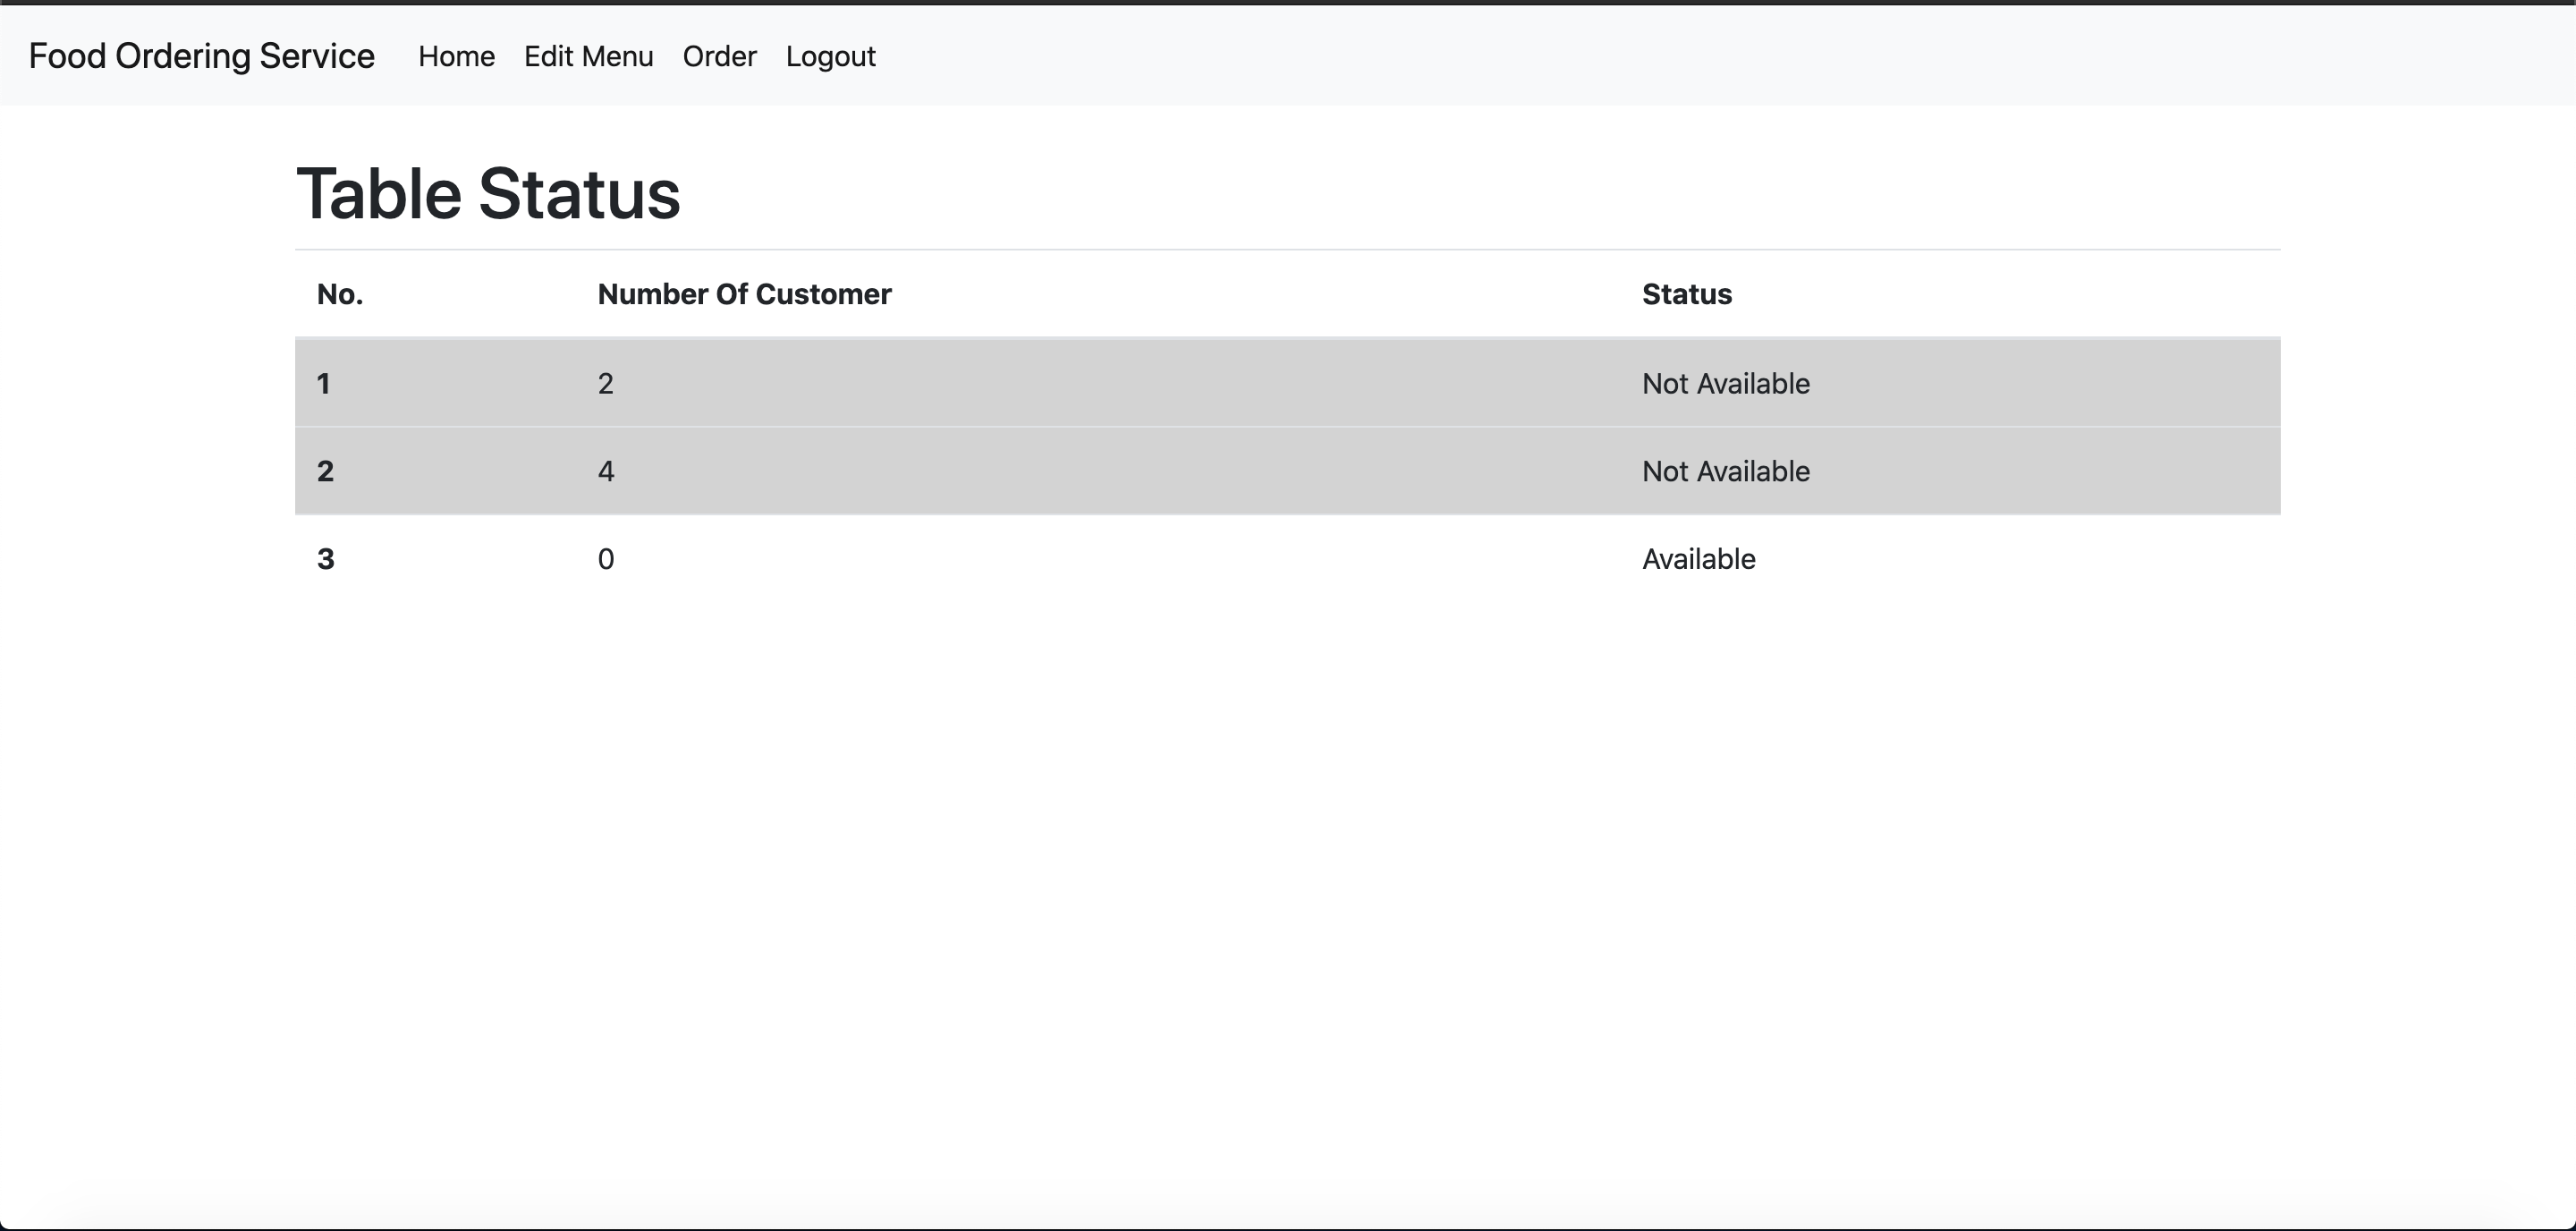 Food Ordering Service Home Edit Menu Order Logout
Table Status
No. Number Of Customer Status
1 2 Not Available
2 4 Not Available
3 0 Available